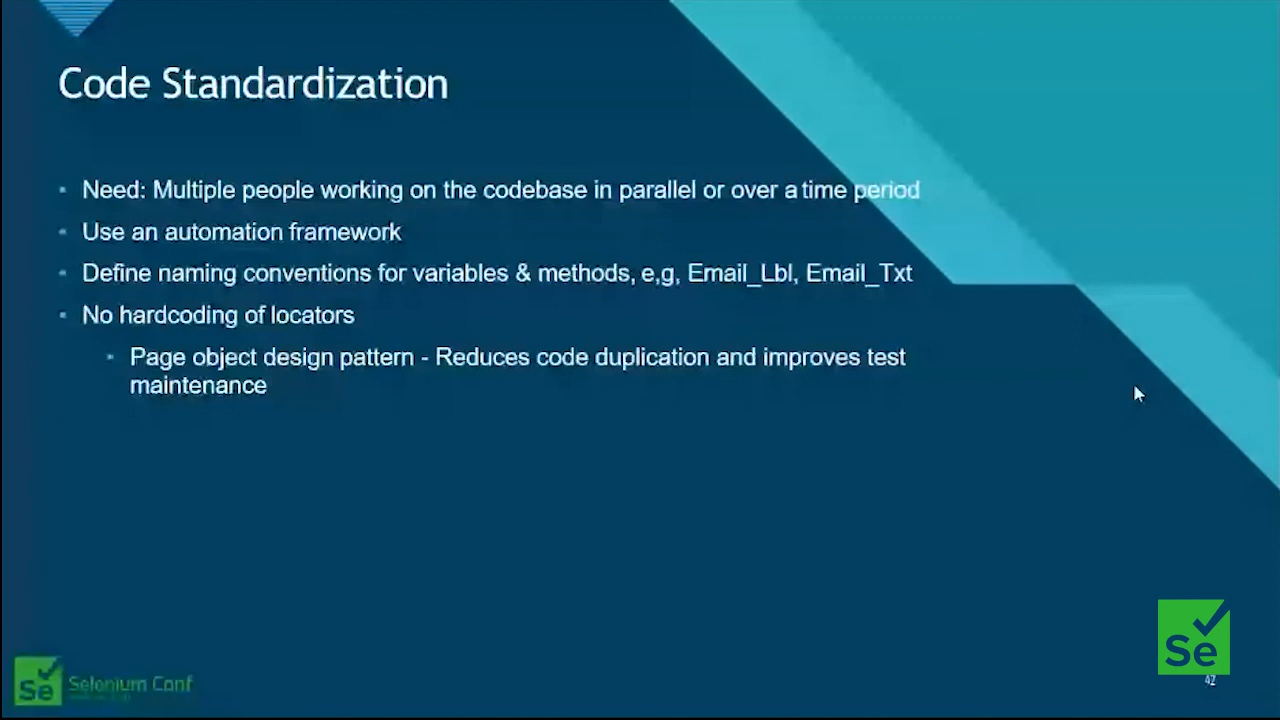 Code Standardization
Need: Multiple people working on the codebase in parallel or over a time period
Use an automation framework
Define naming conventions for variables & methods, e,g, Email_Lbl, Email_Txt
No hardcoding of locators
Page object design pattern - Reduces code duplication and improves test
maintenance
Se
42
Se Selenium Conf